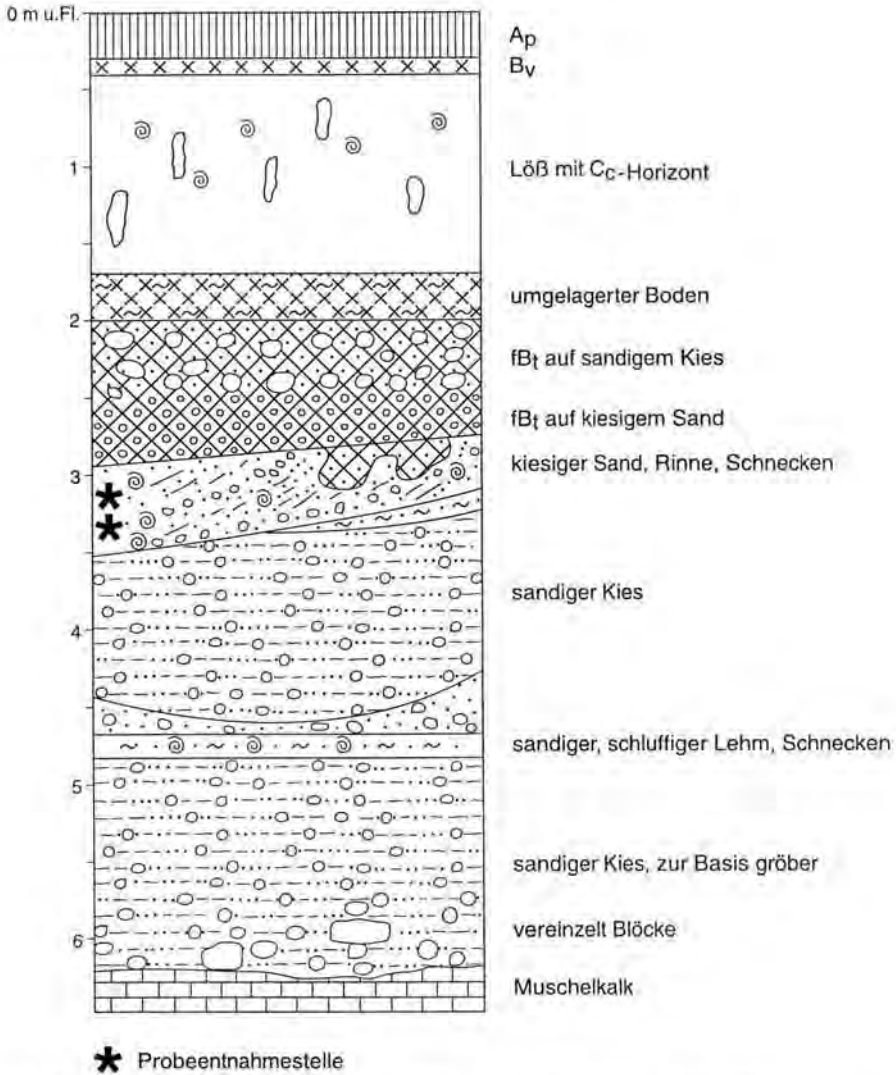 0 m u.Fl.
Ap
Bv
1
Löß mit Cc-Horizont
umgelagerter Boden
2
fBt auf sandigem Kies
fBt auf kiesigem Sand
kiesiger Sand, Rinne, Schnecken
3
sandiger Kies
4
sandiger, schluffiger Lehm, Schnecken
5
sandiger Kies, zur Basis gröber
vereinzelt Blöcke
6
Muschelkalk
Probeentnahmestelle